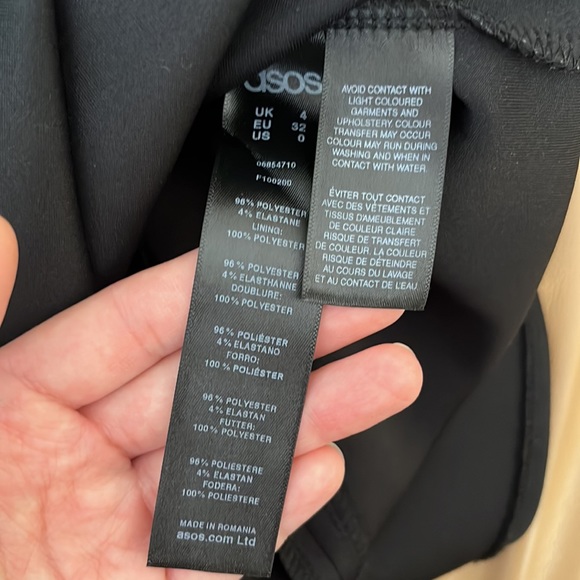 asos
UK 4
EU 32
US 0
06854710
F100200
96% POLYESTER
4% ELASTANE
LINING:
100% POLYESTER
96% POLYESTER
4% ELASTHANNE
DOUBLURE:
100% POLYESTER
96% POLIÉSTER
4% ELASTANO
FORRO:
100% POLIÉSTER
96% POLYESTER
4% ELASTAN
FUTTER:
100% POLYESTER
96% POLIESTERE
4% ELASTAN
FODERA:
100% POLIESTERE
MADE IN ROMANIA
asos.com Ltd
AVOID CONTACT WITH
LIGHT COLOURED
GARMENTS AND
UPHOLSTERY COLOUR
TRANSFER MAY OCCUR
COLOUR MAY RUN DURING
WASHING AND WHEN IN
CONTACT WITH WATER
ÉVITER TOUT CONTACT
AVEC DES VÊTEMENTS ET
TISSUS D'AMEUBLEMENT
DE COULEUR CLAIRE
RISQUE DE TRANSFERT
DE COULEUR. LA COULEUR
RISQUE DE DÉTEINDRE
AU COURS DU LAVAGE
ET AU CONTACT DE L'EAU